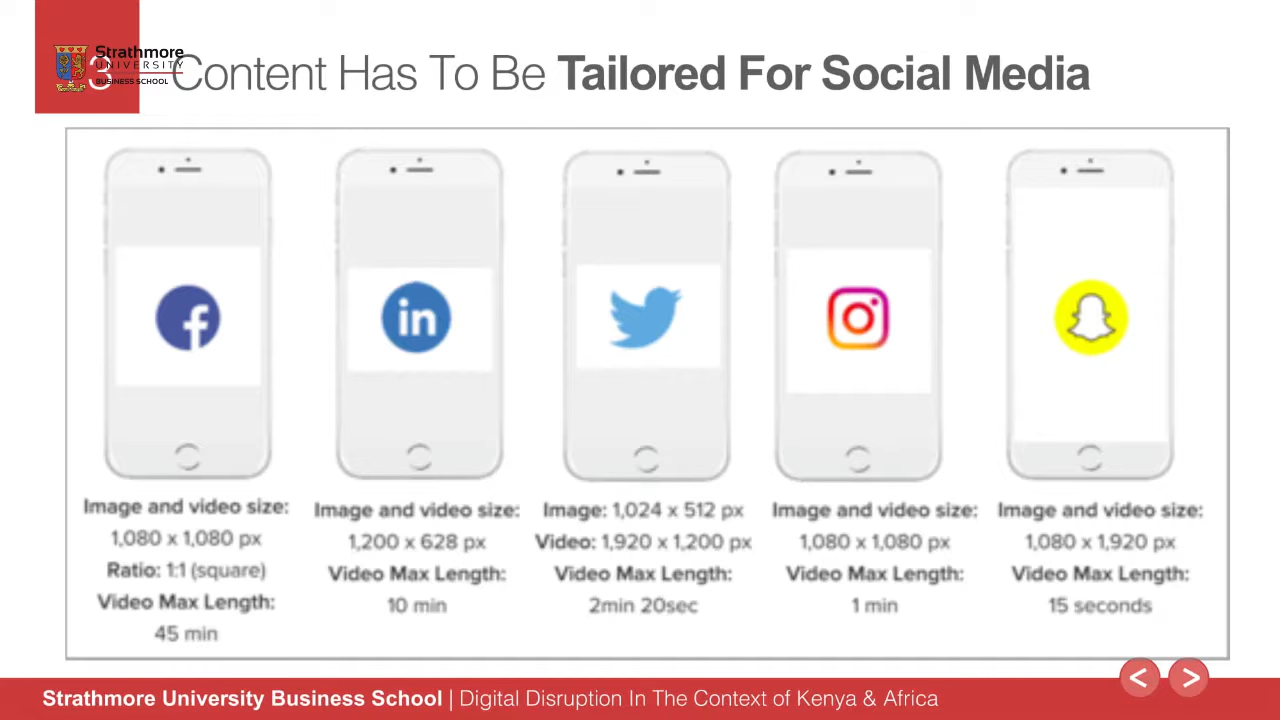 Strathmore
UNIVERSITY
BUSINESS SCHOOL
3
Content Has To Be Tailored For Social Media
f
in
Image and video size:
1,080 x 1,080 px
Ratio: 1:1 (square)
Video Max Length:
45 min
Image and video size:
1,200 x 628 px
Video Max Length:
10 min
Image: 1,024 x 512 px
Video: 1,920 x 1,200 px
Video Max Length:
2min 20sec
Image and video size:
1,080 x 1,080 px
Video Max Length:
1 min
Image and video size:
1,080 x 1,920 px
Video Max Length:
15 seconds
Strathmore University Business School | Digital Disruption In The Context of Kenya & Africa
< >